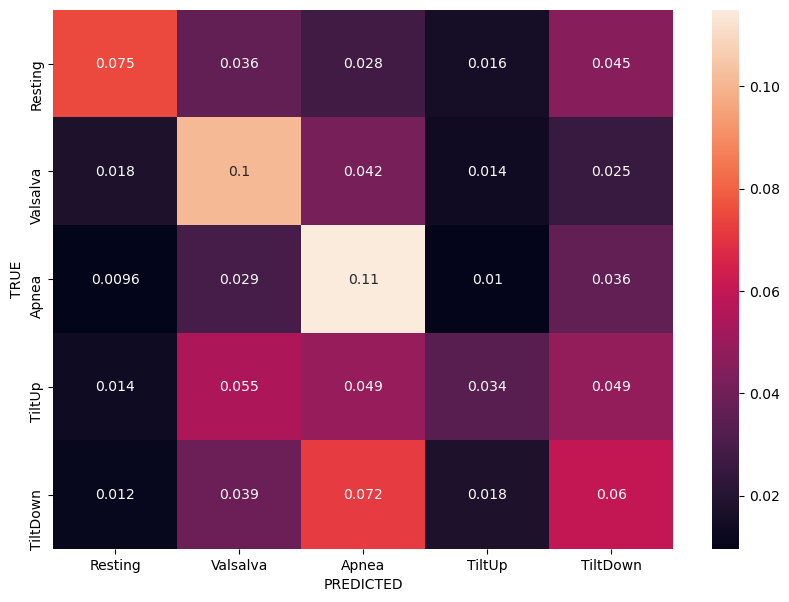 TRUE
Resting 0.075 0.036 0.028 0.016 0.045
Valsalva 0.018 0.1 0.042 0.014 0.025
Apnea 0.0096 0.029 0.11 0.01 0.036
TiltUp 0.014 0.055 0.049 0.034 0.049
TiltDown 0.012 0.039 0.072 0.018 0.06
Resting Valsalva Apnea TiltUp TiltDown
PREDICTED
0.10
0.08
0.06
0.04
0.02